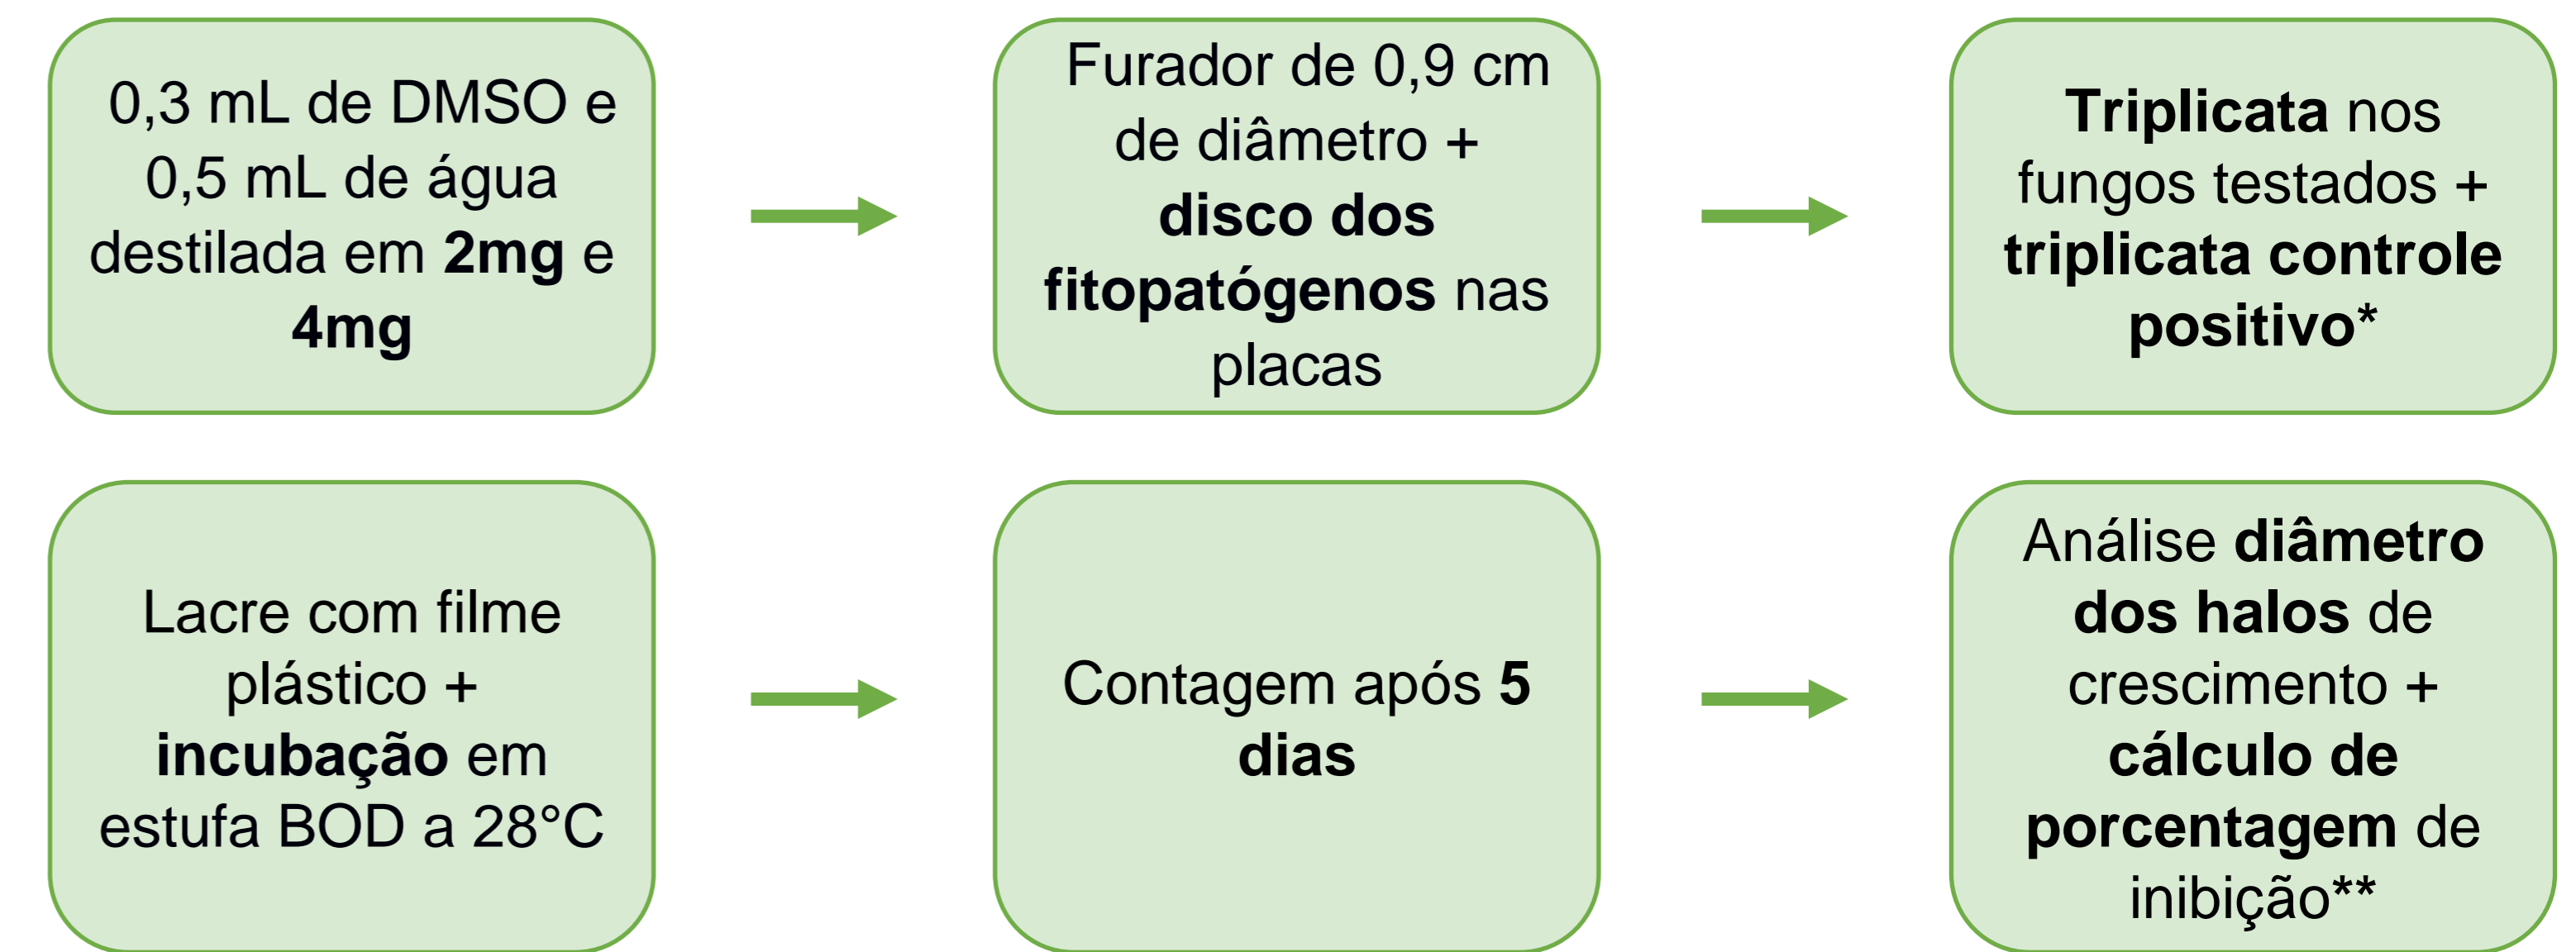 0,3 mL de DMSO e
0,5 mL de água
destilada em 2mg e
4mg
Furador de 0,9 cm
de diâmetro +
disco dos
fitopatógenos nas
placas
Triplicata nos
fungos testados +
triplicata controle
positivo*
Lacre com filme
plástico +
incubação em
estufa BOD a 28°C
Contagem após 5
dias
Análise diâmetro
dos halos de
crescimento +
cálculo de
porcentagem de
inibição**